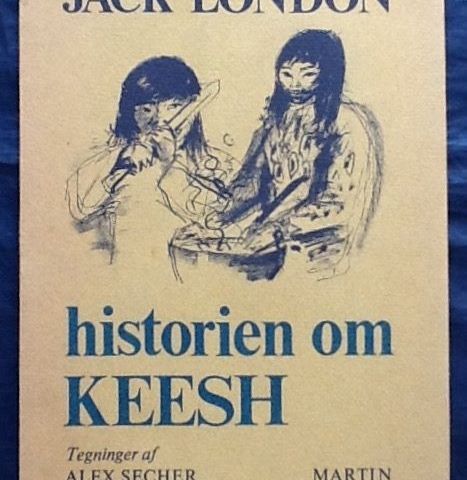 JACK LONDON
historien om
KEESH
Tegninger af
ALEX SECHER MARTIN